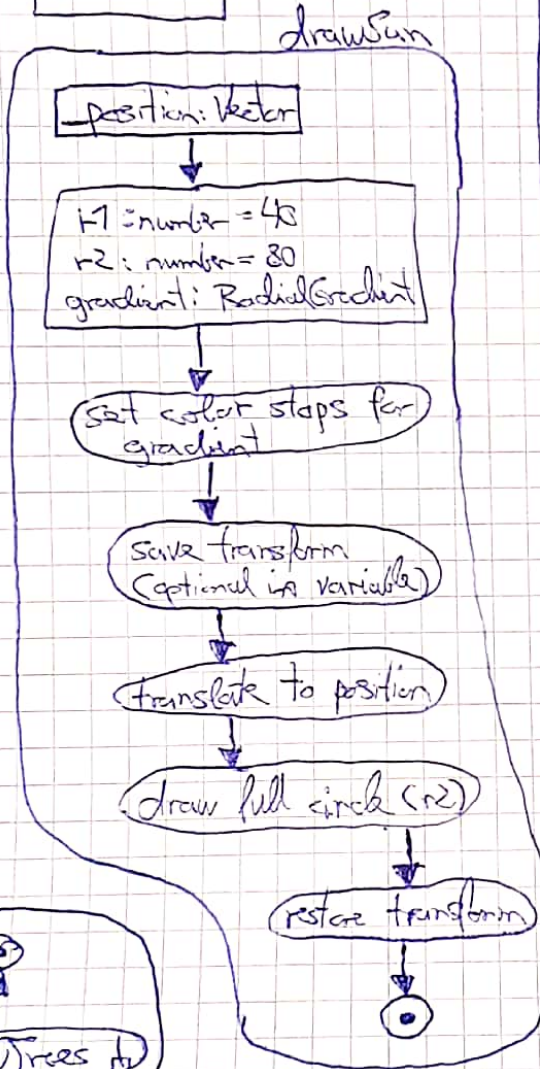 drawSun
_position: Vector
r1 : number = 40
r2 : number = 80
gradient: RadialGradient
set color stops for
gradient
save transform
(optional in variable)
translate to position
draw full circle (r2)
restore transform
Trees